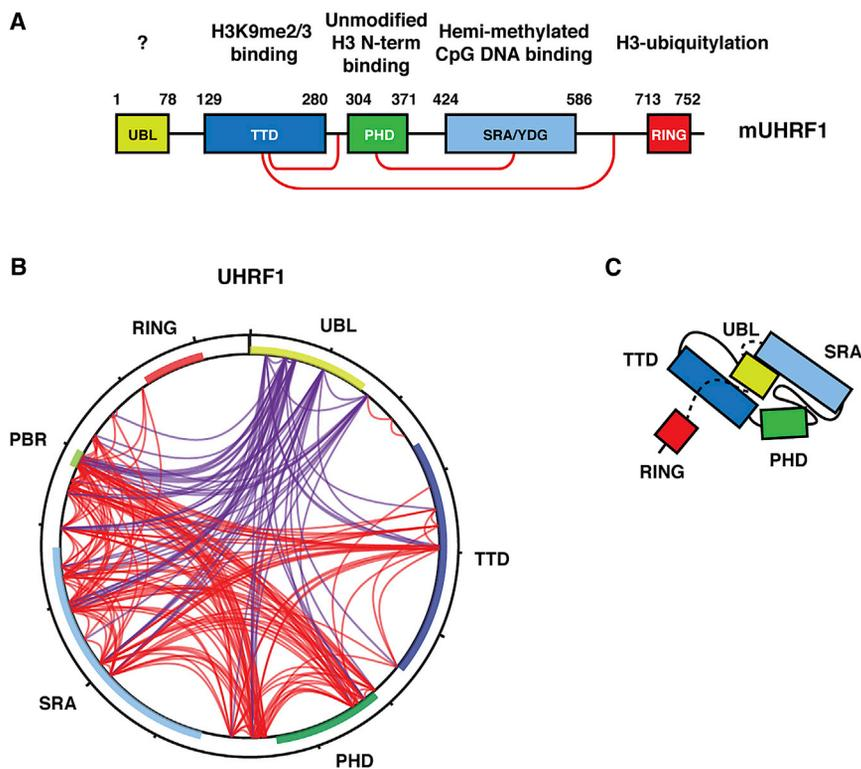 A
?
H3K9me2/3
binding
Unmodified
H3 N-term
binding
Hemi-methylated
CpG DNA binding
H3-ubiquitylation
1 78 129 280 304 371 424 586 713 752
UBL TTD PHD SRA/YDG RING mUHRF1
B
UHRF1
RING UBL
PBR
TTD
SRA
PHD
C
UBL
TTD SRA
PHD
RING